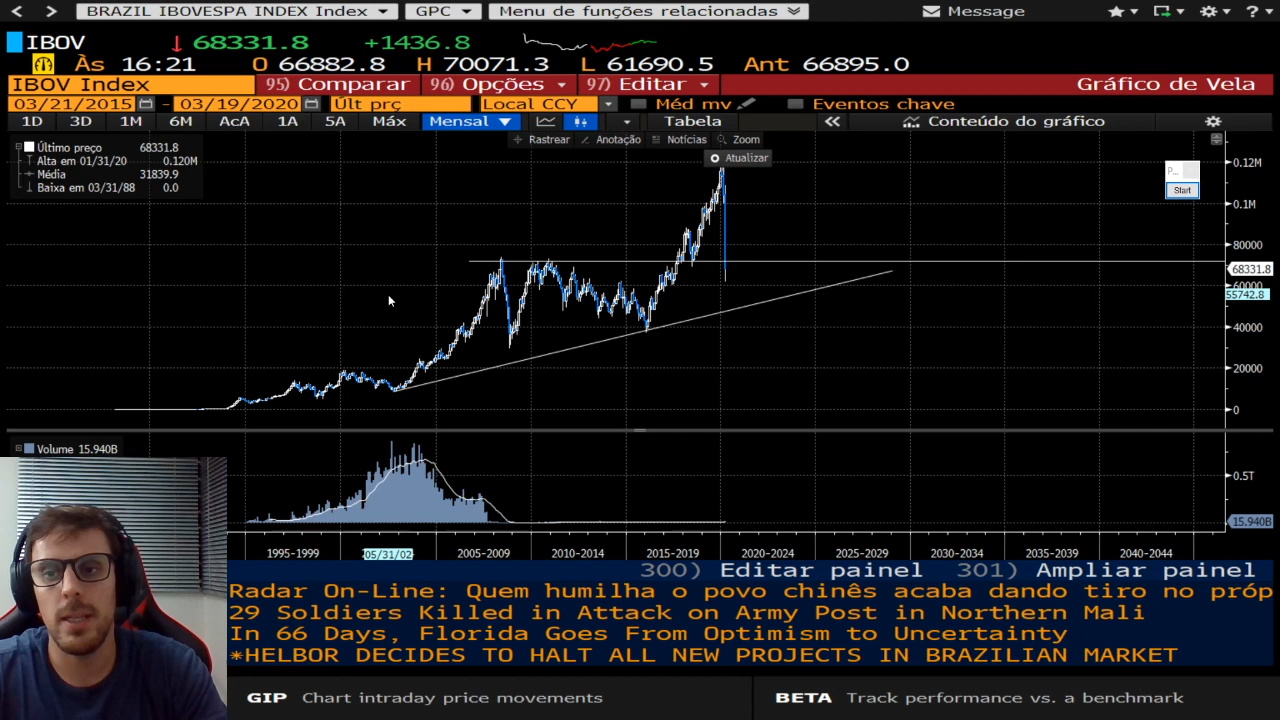 BRAZIL IBOVESPA INDEX Index GPC Menu de funções relacionadas Message
IBOV 68331.8 +1436.8
Às 16:21 O 66882.8 H 70071.3 L 61690.5 Ant 66895.0
IBOV Index 95) Comparar 96) Opções 97) Editar Gráfico de Vela
03/21/2015 - 03/19/2020 Últ prç Local CCY Méd mv Eventos chave
1D 3D 1M 6M AcA 1A 5A Máx Mensal Tabela Conteúdo do gráfico
Rastrear Anotação Notícias Zoom
Atualizar
Último preço 68331.8
Alta em 01/31/20 0.120M
Média 31839.9
Baixa em 03/31/88 0.0
P...
Start
0.12M
0.1M
80000
68331.8
60000
55742.8
40000
20000
0
Volume 15.940B
0.5T
15.940B
1995-1999 05/31/02 2005-2009 2010-2014 2015-2019 2020-2024 2025-2029 2030-2034 2035-2039 2040-2044
300) Editar painel 301) Ampliar painel
Radar On-Line: Quem humilha o povo chinês acaba dando tiro no próp
29 Soldiers Killed in Attack on Army Post in Northern Mali
In 66 Days, Florida Goes From Optimism to Uncertainty
*HELBOR DECIDES TO HALT ALL NEW PROJECTS IN BRAZILIAN MARKET
GIP Chart intraday price movements BETA Track performance vs. a benchmark